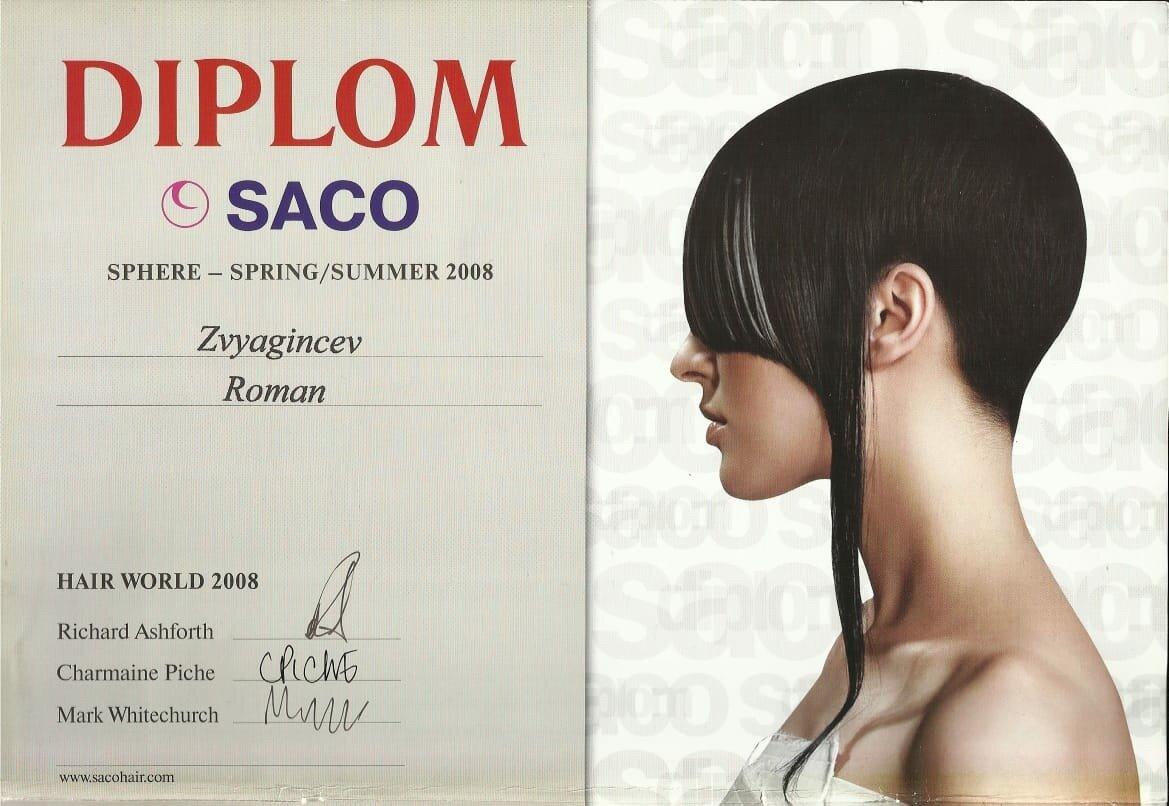 DIPLOM
SACO
SPHERE – SPRING/SUMMER 2008
Zvyagincev
Roman
HAIR WORLD 2008
Richard Ashforth
Charmaine Piche CPICHE
Mark Whitechurch
www.sacohair.com